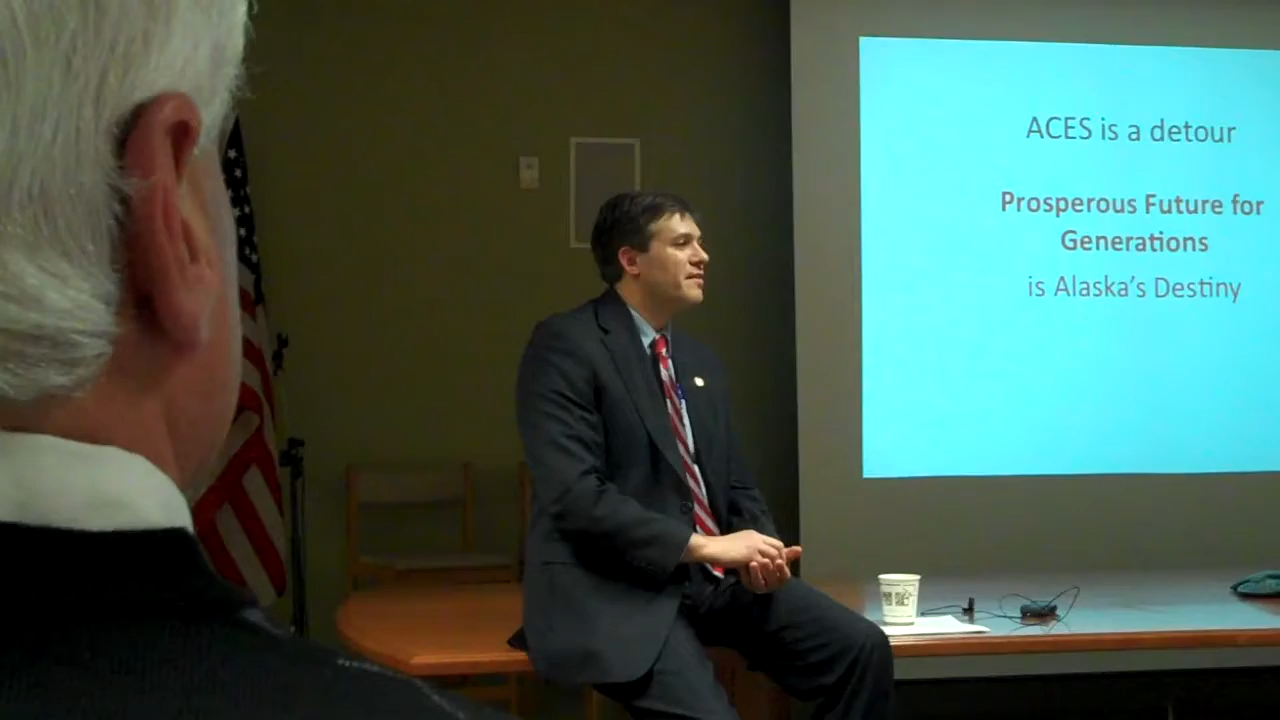 ACES is a detour
Prosperous Future for
Generations
is Alaska's Destiny